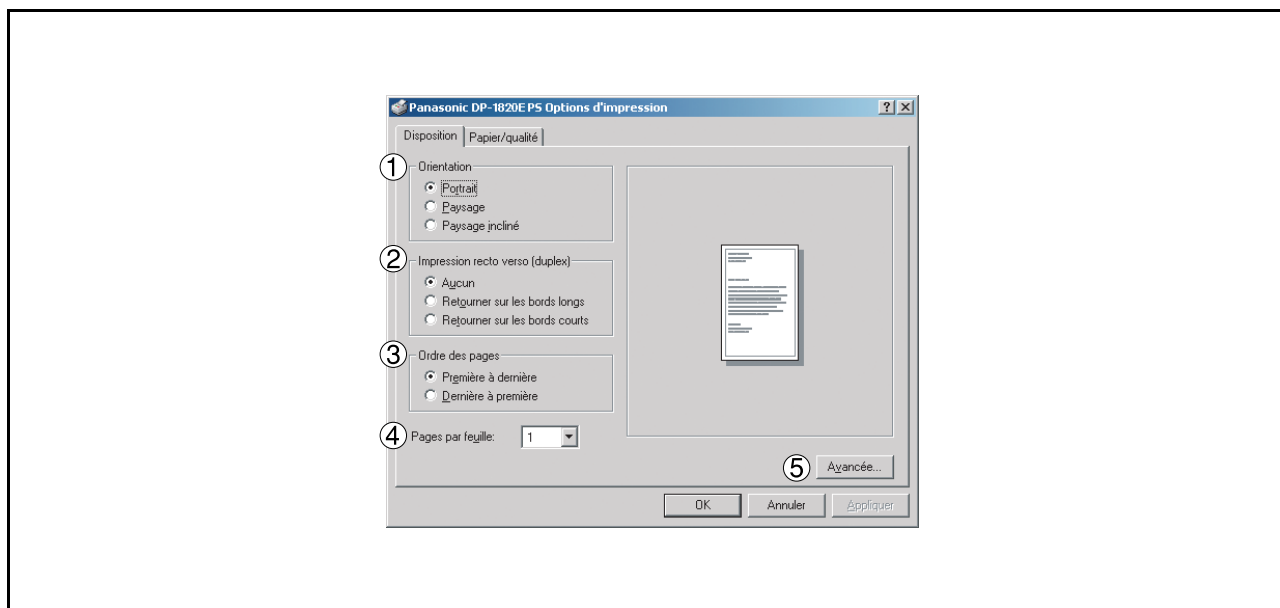 Panasonic DP-1820E PS Options d'impression
Disposition
Papier/qualité
① Orientation
Portrait
Paysage
Paysage incliné
② Impression recto verso (duplex)
Aucun
Retourner sur les bords longs
Retourner sur les bords courts
③ Ordre des pages
Première à dernière
Dernière à première
④ Pages par feuille: 1
⑤ Avancée...
OK
Annuler
Appliquer